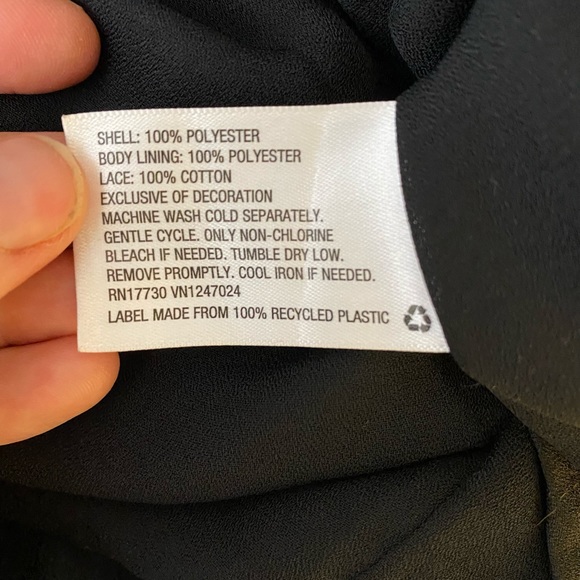 SHELL: 100% POLYESTER
BODY LINING: 100% POLYESTER
LACE: 100% COTTON
EXCLUSIVE OF DECORATION
MACHINE WASH COLD SEPARATELY.
GENTLE CYCLE. ONLY NON-CHLORINE
BLEACH IF NEEDED. TUMBLE DRY LOW.
REMOVE PROMPTLY. COOL IRON IF NEEDED.
RN17730 VN1247024
LABEL MADE FROM 100% RECYCLED PLASTIC